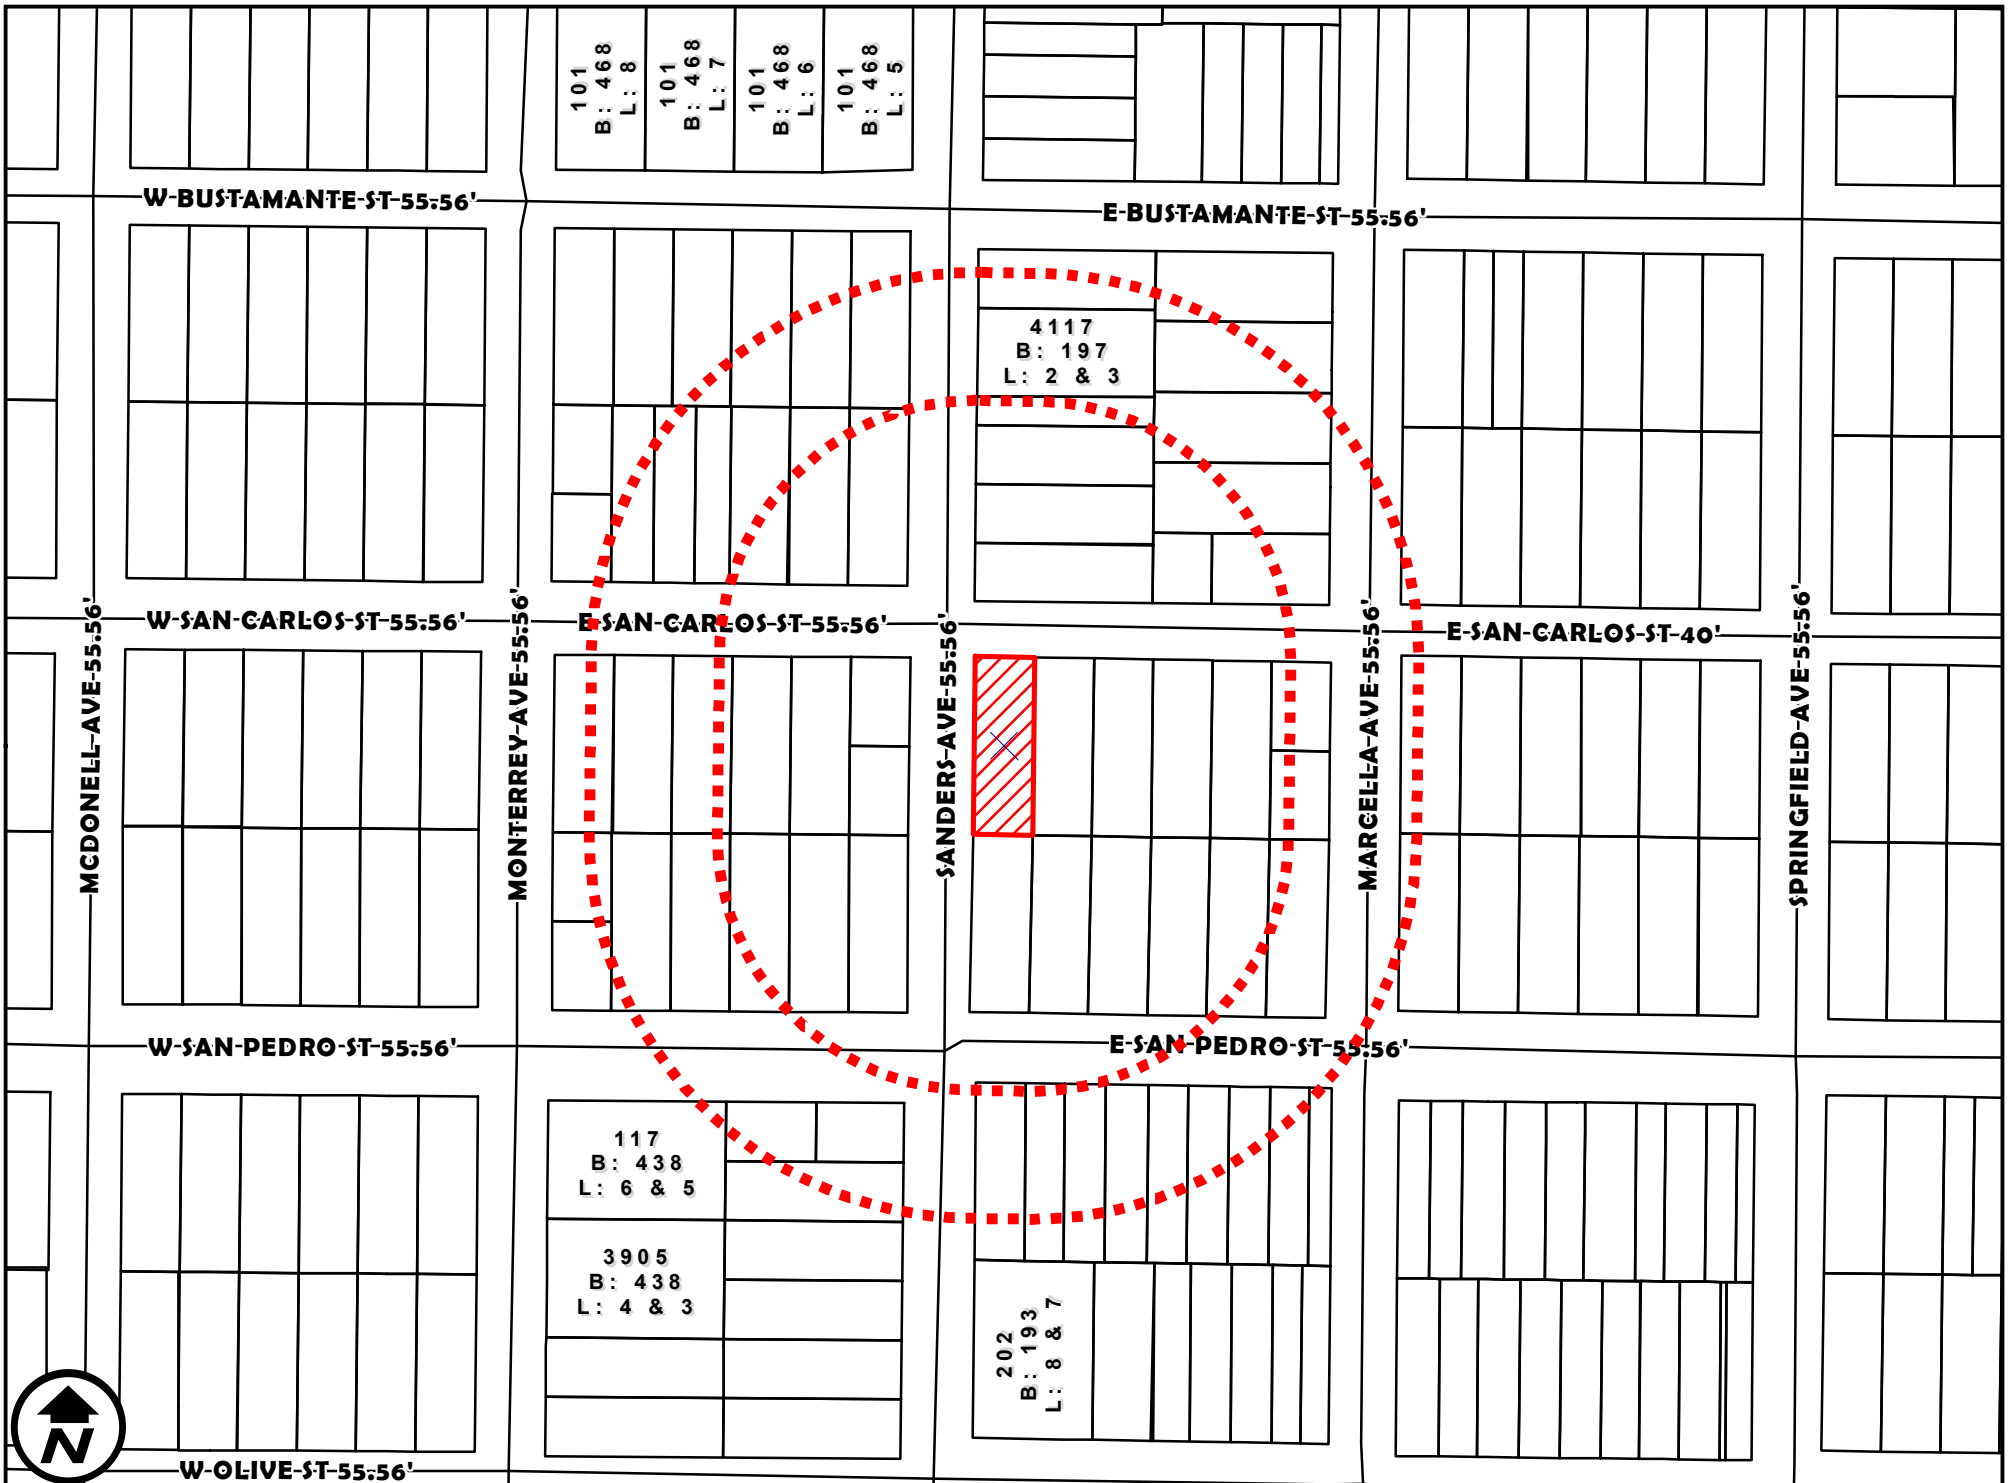 101
B: 468
L: 8
101
B: 468
L: 7
101
B: 468
L: 6
101
B: 468
L: 5
W-BUSTAMANTE-ST-55.56'
E-BUSTAMANTE-ST-55.56'
4117
B: 197
L: 2 & 3
W-SAN-CARLOS-ST-55.56'
E-SAN-CARLOS-ST-55.56'
E-SAN-CARLOS-ST-40'
MCDONELL-AVE-55.56'
MONTERREY-AVE-55.56'
SANDERS-AVE-55.56'
MARCELLA-AVE-55.56'
SPRINGFIELD-AVE-55.56'
W-SAN-PEDRO-ST-55.56'
E-SAN-PEDRO-ST-55.56'
117
B: 438
L: 6 & 5
3905
B: 438
L: 4 & 3
202
B: 193
L: 8 & 7
N
W-OLIVE-ST-55.56'